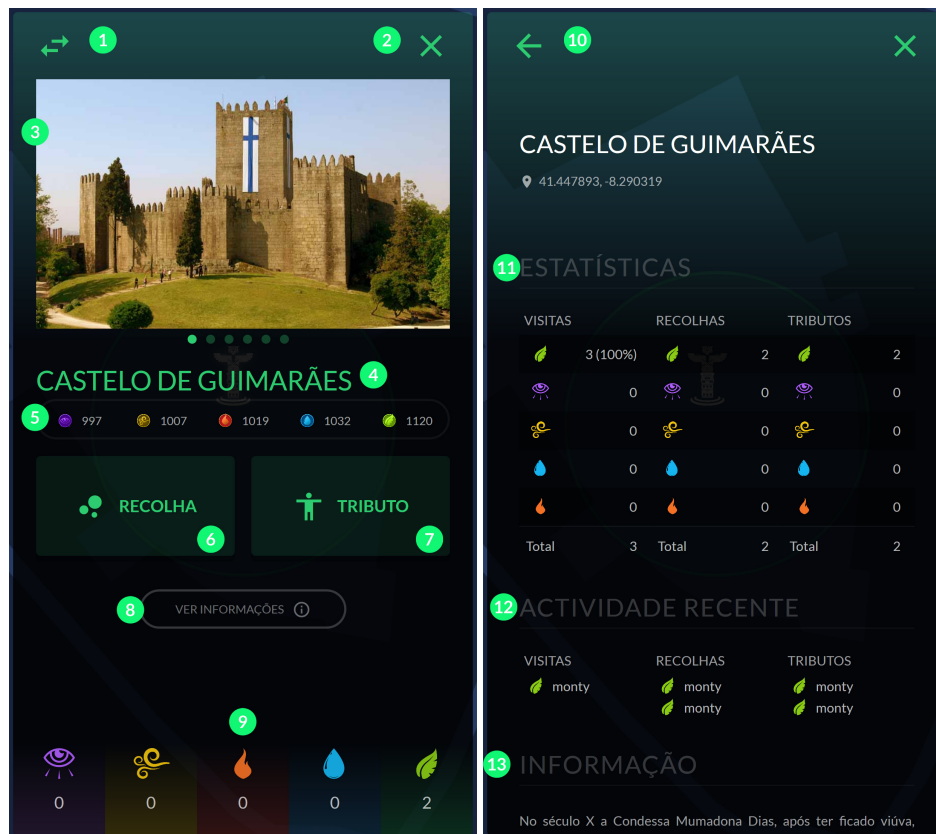 1
2
3
CASTELO DE GUIMARÃES 4
5 997 1007 1019 1032 1120
RECOLHA
6
TRIBUTO
7
8 VER INFORMAÇÕES
9
0 0 0 0 2
10
CASTELO DE GUIMARÃES
41.447893, -8.290319
11 ESTATÍSTICAS
VISITAS RECOLHAS TRIBUTOS
3 (100%) 2 2
0 0 0
0 0 0
0 0 0
0 0 0
Total 3 Total 2 Total 2
12 ACTIVIDADE RECENTE
VISITAS RECOLHAS TRIBUTOS
monty monty monty
monty monty
13 INFORMAÇÃO
No século X a Condessa Mumadona Dias, após ter ficado viúva,